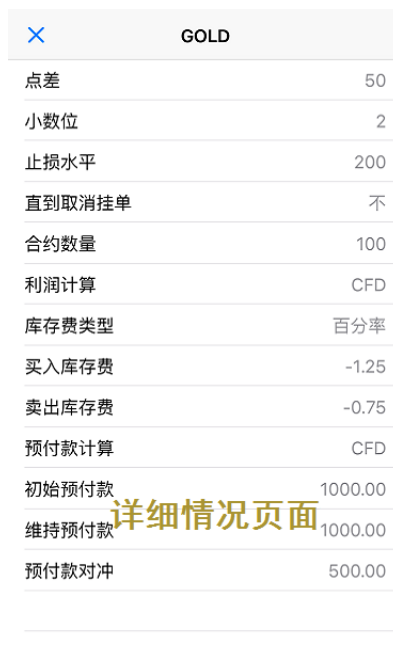 GOLD
点差 50
小数位 2
止损水平 200
直到取消挂单 不
合约数量 100
利润计算 CFD
库存费类型 百分率
买入库存费 -1.25
卖出库存费 -0.75
预付款计算 CFD
初始预付款 1000.00
详细情况页面
维持预付款 1000.00
预付款对冲 500.00